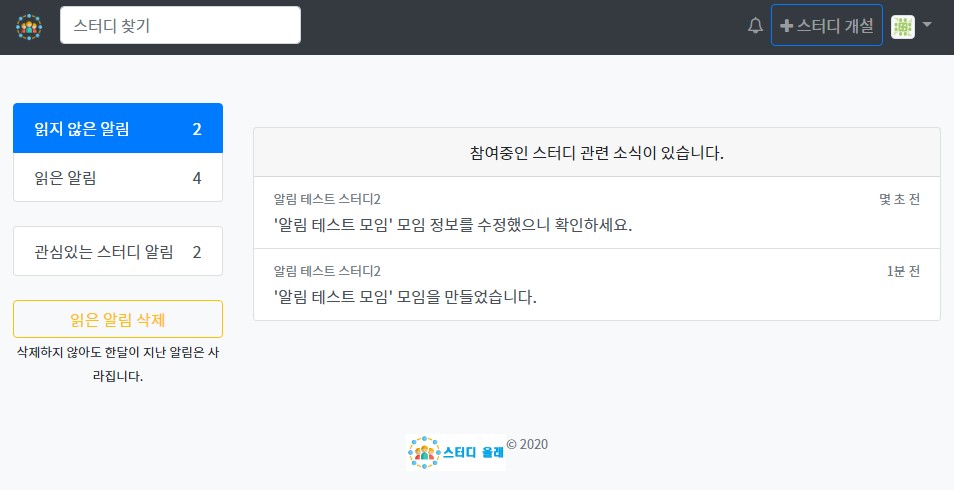 스터디 찾기
스터디 개설
읽지 않은 알림 2
읽은 알림 4
관심있는 스터디 알림 2
읽은 알림 삭제
삭제하지 않아도 한달이 지난 알림은 사
라집니다.
참여중인 스터디 관련 소식이 있습니다.
알림 테스트 스터디2 몇 초 전
'알림 테스트 모임' 모임 정보를 수정했으니 확인하세요.
알림 테스트 스터디2 1분 전
'알림 테스트 모임' 모임을 만들었습니다.
스터디 올래 © 2020